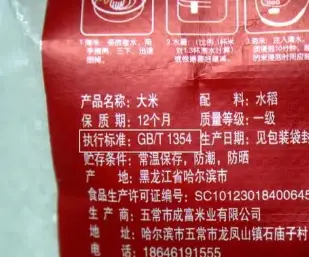 产品名称：大米 配 料：水稻
保 质 期：12个月 质量等级：一级
执行标准：GB/T 1354 生产日期：见包装袋封
贮存条件：常温保存，防潮，防晒
产 地：黑龙江省哈尔滨市
食品生产许可证编号：SC1012301840064
生 产 商：五常市成富米业有限公司
地 址：哈尔滨市五常市龙凤山镇石庙子村
电 话：18646191555